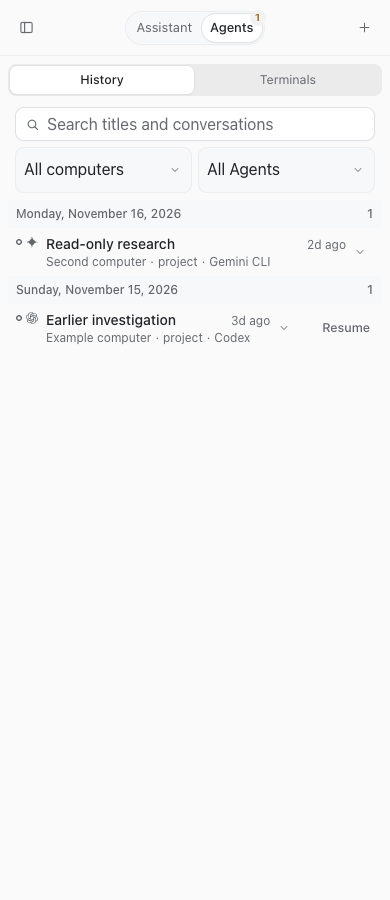 Assistant
Agents
1
History
Terminals
Search titles and conversations
All computers
All Agents
Monday, November 16, 2026
1
Read-only research
2d ago
Second computer · project · Gemini CLI
Sunday, November 15, 2026
1
Earlier investigation
3d ago
Resume
Example computer · project · Codex